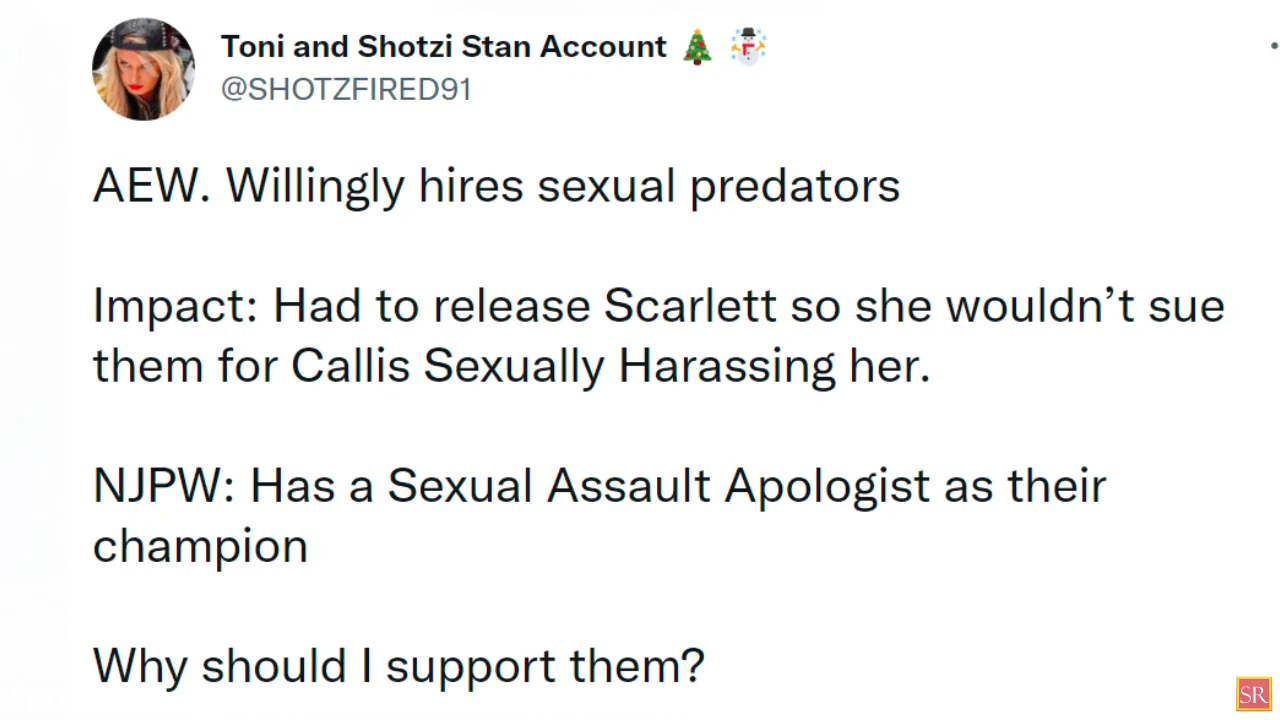 Toni and Shotzi Stan Account 🎄 ☃️
@SHOTZFIRED91
AEW. Willingly hires sexual predators
Impact: Had to release Scarlett so she wouldn’t sue
them for Callis Sexually Harassing her.
NJPW: Has a Sexual Assault Apologist as their
champion
Why should I support them?
SR